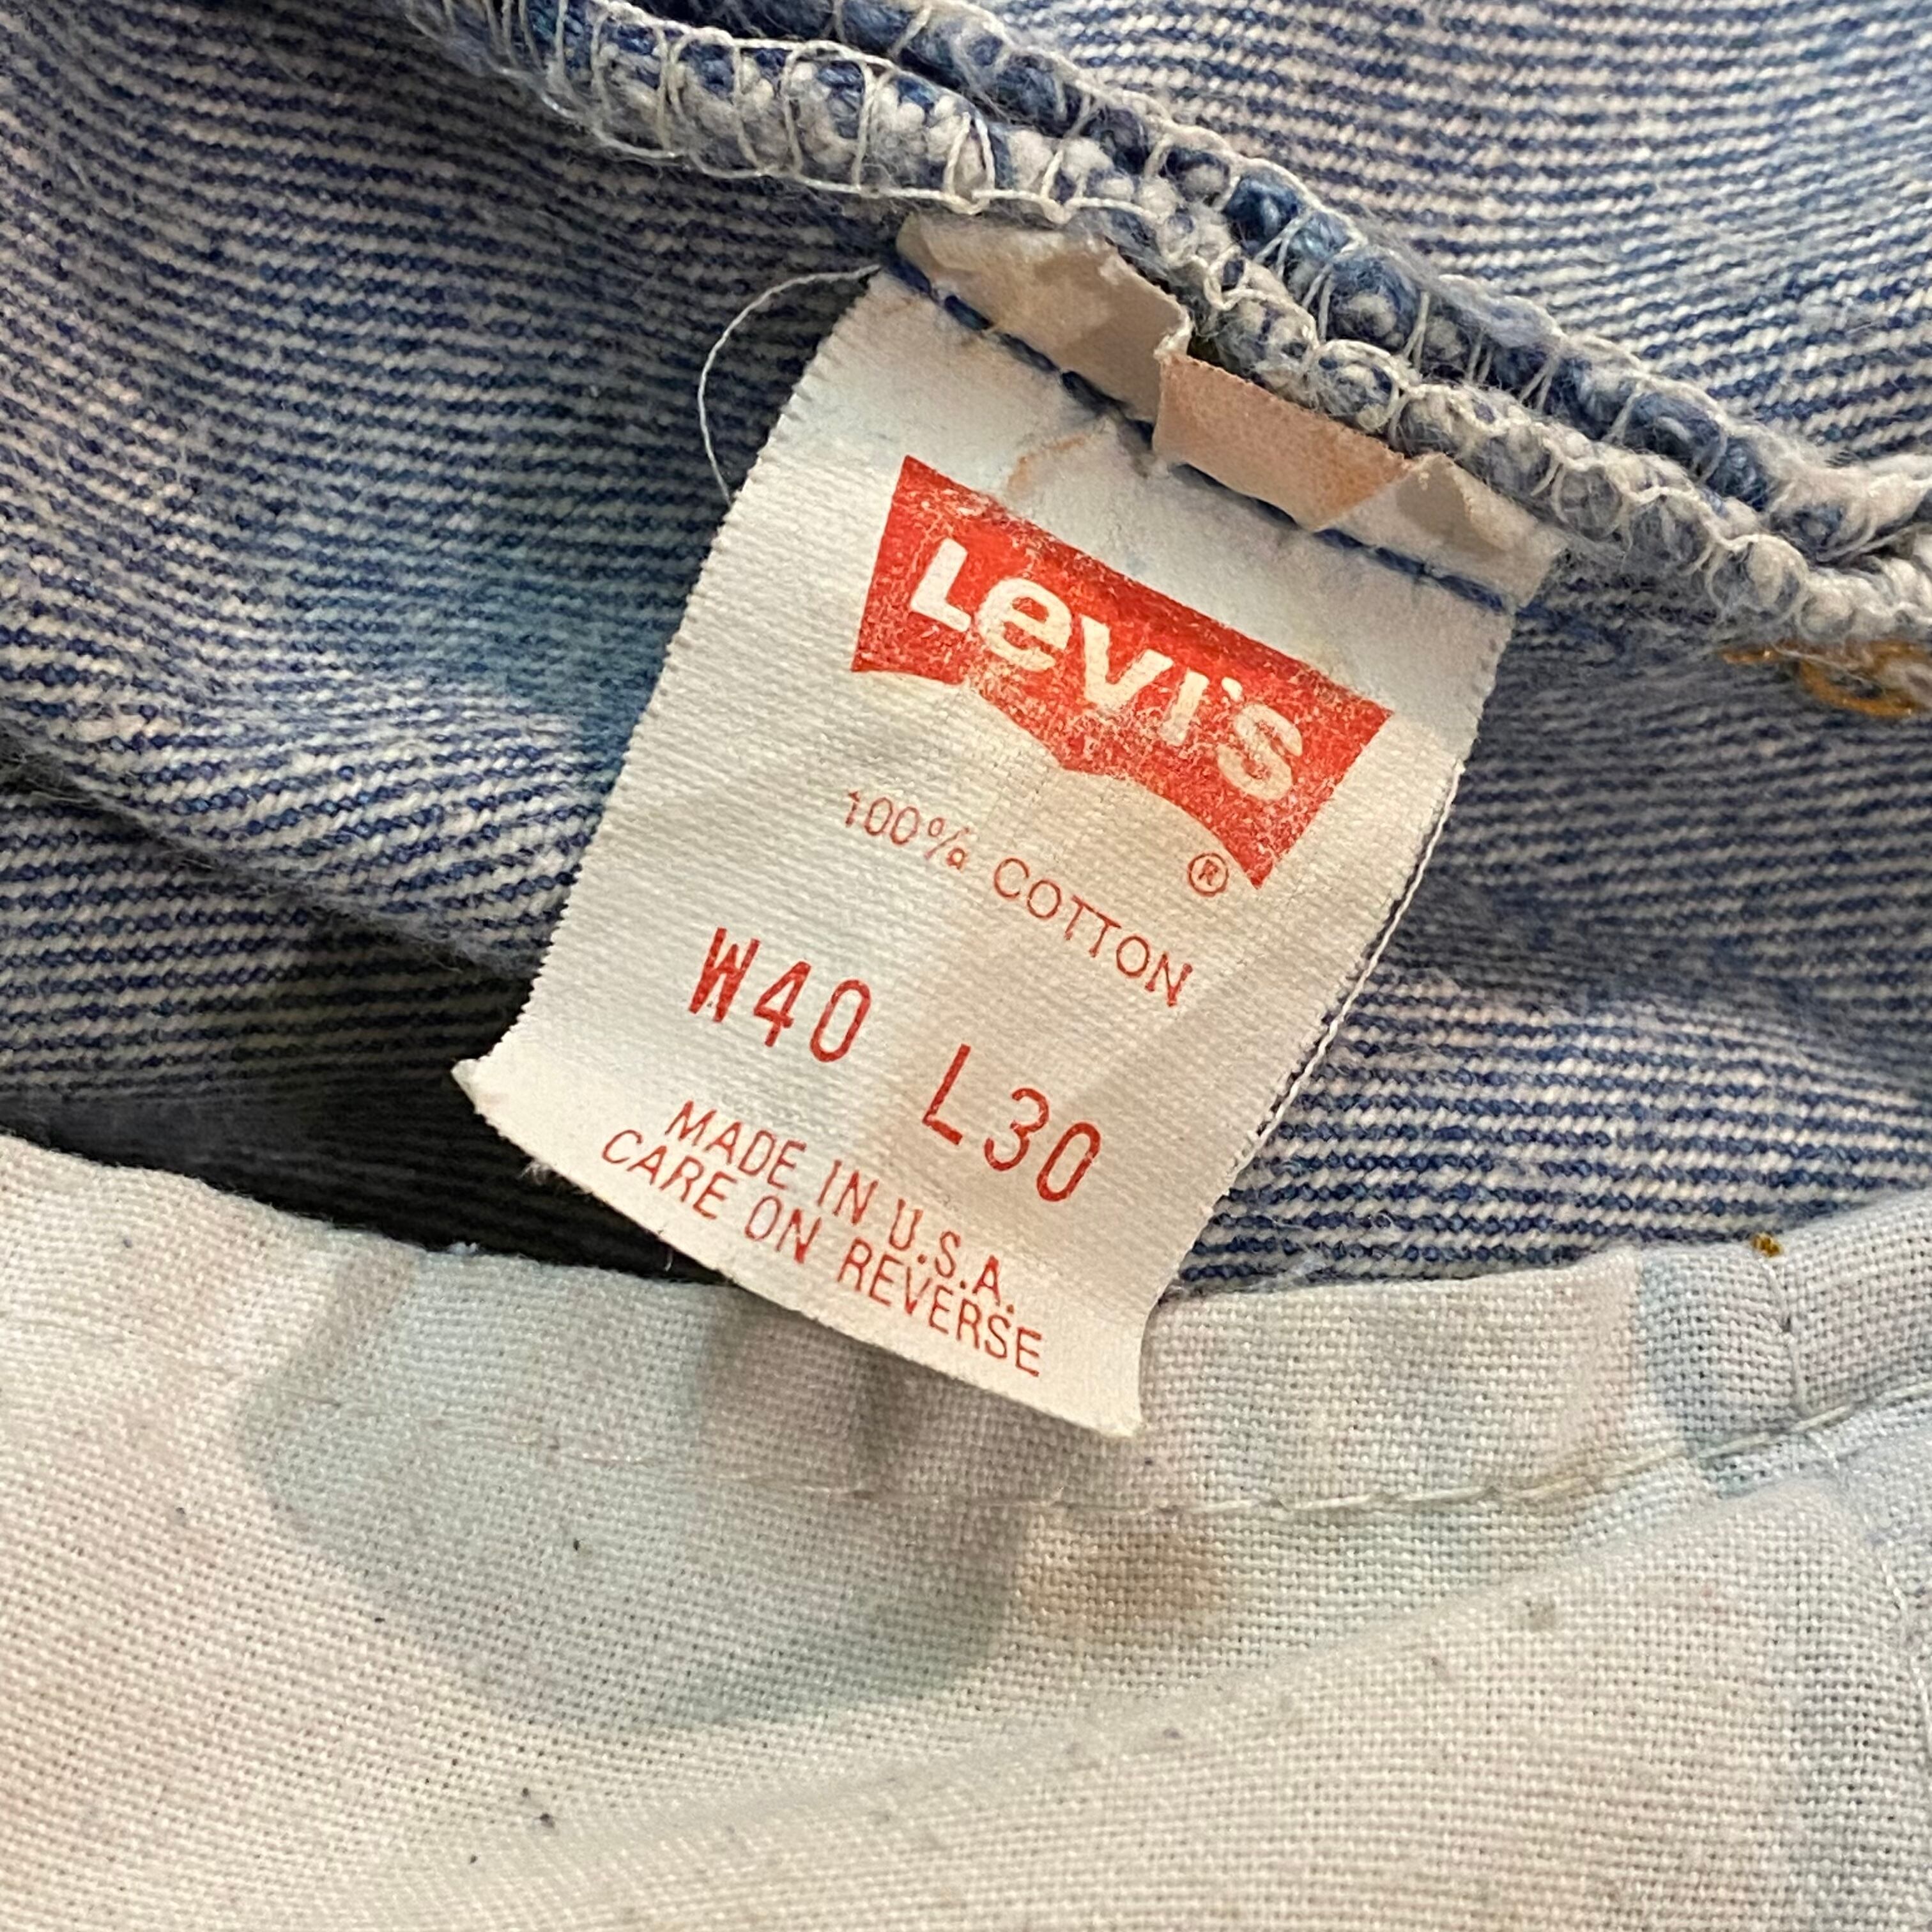 Levi's
®
100% COTTON
W40 L30
MADE IN U.S.A.
CARE ON REVERSE